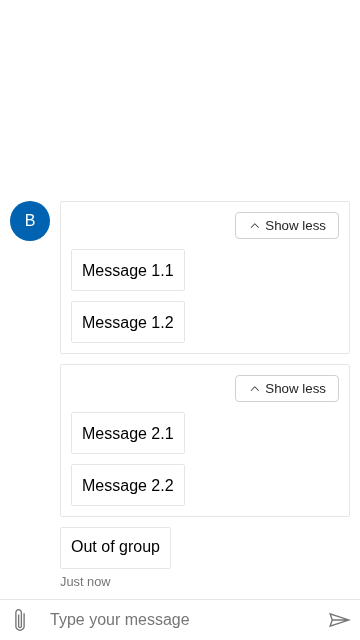 B
Show less
Message 1.1
Message 1.2
Show less
Message 2.1
Message 2.2
Out of group
Just now
Type your message